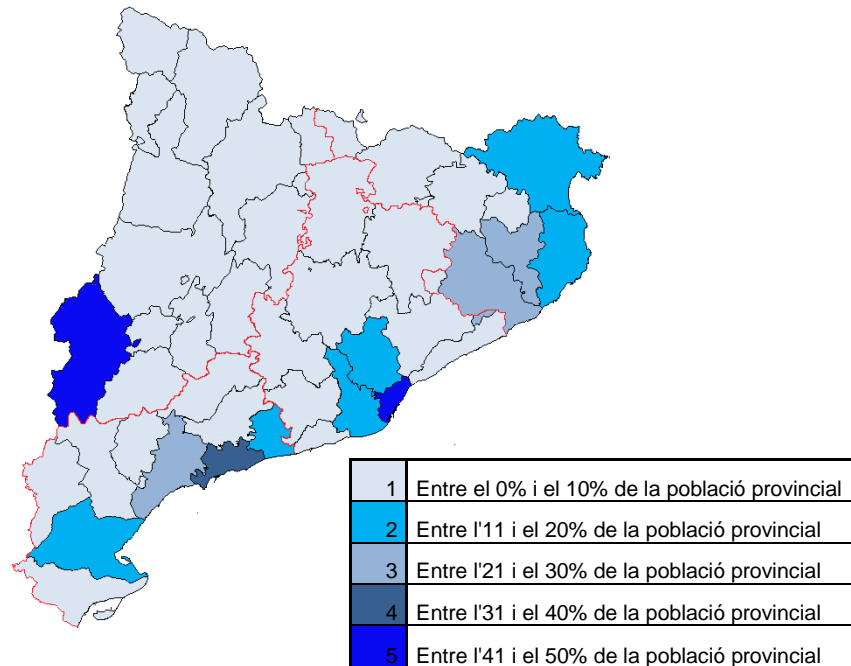 1 Entre el 0% i el 10% de la població provincial
2 Entre l'11 i el 20% de la població provincial
3 Entre l'21 i el 30% de la població provincial
4 Entre l'31 i el 40% de la població provincial
5 Entre l'41 i el 50% de la població provincial